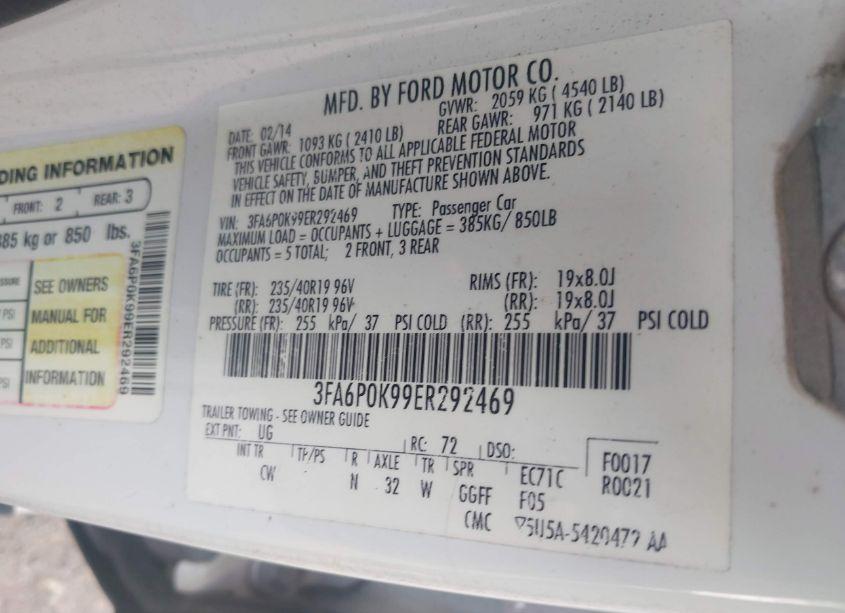 MFD. BY FORD MOTOR CO.
DATE: 02/14 GVWR: 2059 KG ( 4540 LB)
FRONT GAWR: 1093 KG ( 2410 LB) REAR GAWR: 971 KG ( 2140 LB)
THIS VEHICLE CONFORMS TO ALL APPLICABLE FEDERAL MOTOR
VEHICLE SAFETY, BUMPER, AND THEFT PREVENTION STANDARDS
IN EFFECT ON THE DATE OF MANUFACTURE SHOWN ABOVE.
VIN: 3FA6P0K99ER292469 TYPE: Passenger Car
MAXIMUM LOAD = OCCUPANTS + LUGGAGE = 385KG/ 850LB
OCCUPANTS = 5 TOTAL; 2 FRONT, 3 REAR
TIRE (FR): 235/40R19 96V RIMS (FR): 19x8.0J
(RR): 235/40R19 96V (RR): 19x8.0J
PRESSURE (FR): 255 kPa/ 37 PSI COLD (RR): 255 kPa/ 37 PSI COLD
3FA6P0K99ER292469
TRAILER TOWING - SEE OWNER GUIDE
EXT PNT: UG RC: 72 DSO:
INT TR TP/PS R AXLE TR SPR EC71C F0017
CW N 32 W GGFF F05 R0021
CMC
DING INFORMATION
FRONT: 2 REAR: 3
385 kg or 850 lbs.
SSURE SEE OWNERS
PSI MANUAL FOR
PSI ADDITIONAL
PSI INFORMATION
3FA6P0K99ER292469